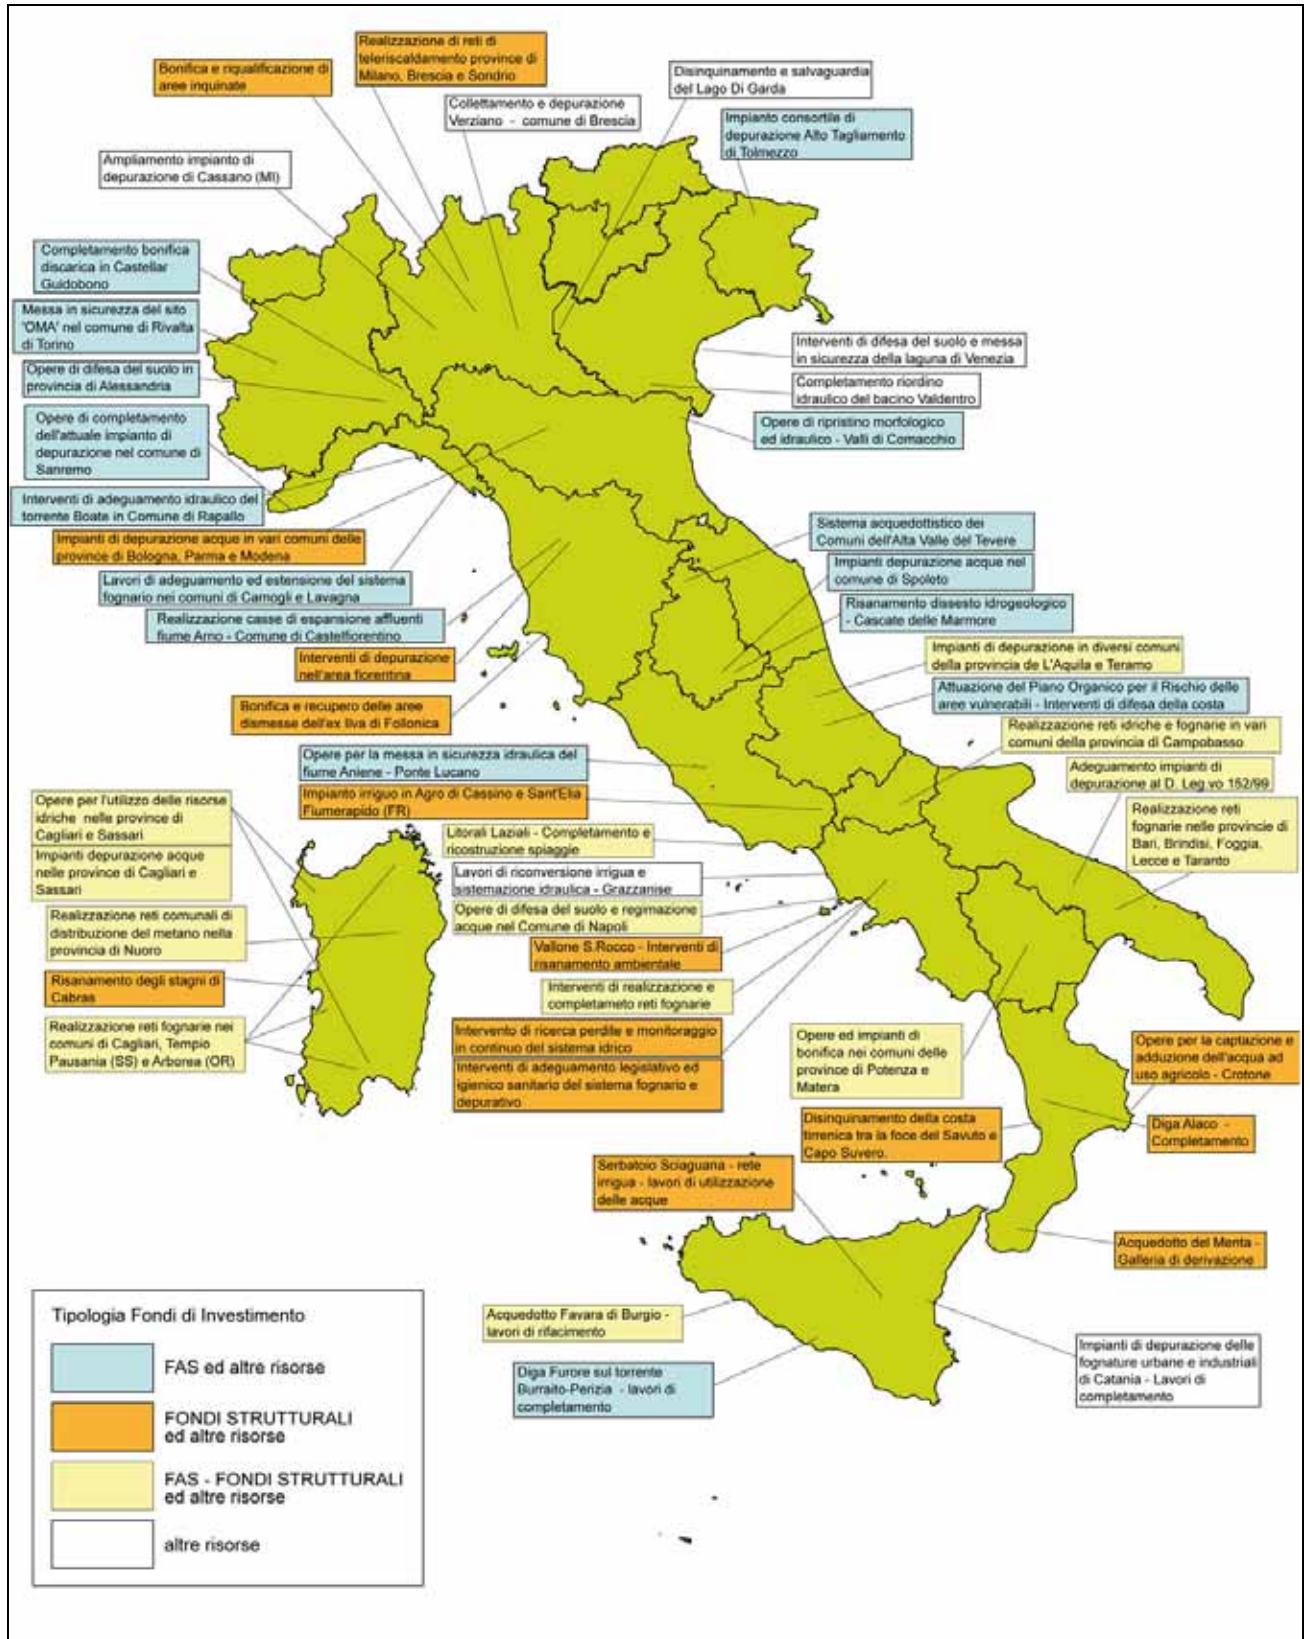 Realizzazione di reti di
teleriscaldamento province di
Milano, Brescia e Sondrio
Bonifica e riqualificazione di
aree inquinate
Disinquinamento e salvaguardia
del Lago Di Garda
Collettamento e depurazione
Verziano - comune di Brescia
Impianto consortile di
depurazione Alto Tagliamento
di Tolmezzo
Ampliamento impianto di
depurazione di Cassano (MI)
Completamento bonifica
discarica in Castellar
Guidobono
Messa in sicurezza del sito
'OMA' nel comune di Rivalta
di Torino
Opere di difesa del suolo in
provincia di Alessandria
Opere di completamento
dell'attuale impianto di
depurazione nel comune di
Sanremo
Interventi di adeguamento idraulico del
torrente Boate in Comune di Rapallo
Impianti di depurazione acque in vari comuni delle
province di Bologna, Parma e Modena
Lavori di adeguamento ed estensione del sistema
fognario nei comuni di Camogli e Lavagna
Realizzazione casse di espansione affluenti
fiume Arno - Comune di Castelfiorentino
Interventi di depurazione
nell'area fiorentina
Bonifica e recupero delle aree
dismesse dell'ex Ilva di Follonica
Interventi di difesa del suolo e messa
in sicurezza della laguna di Venezia
Completamento riordino
idraulico del bacino Valdentro
Opere di ripristino morfologico
ed idraulico - Valli di Comacchio
Sistema acquedottistico dei
Comuni dell'Alta Valle del Tevere
Impianti depurazione acque nel
comune di Spoleto
Risanamento dissesto idrogeologico
- Cascate delle Marmore
Impianti di depurazione in diversi comuni
della provincia de L'Aquila e Teramo
Attuazione del Piano Organico per il Rischio delle
aree vulnerabili - Interventi di difesa della costa
Realizzazione reti idriche e fognarie in vari
comuni della provincia di Campobasso
Adeguamento impianti di
depurazione al D. Leg.vo 152/99
Realizzazione reti
fognarie nelle provincie di
Bari, Brindisi, Foggia,
Lecce e Taranto
Opere per la messa in sicurezza idraulica del
fiume Aniene - Ponte Lucano
Impianto irriguo in Agro di Cassino e Sant'Elia
Fiumerapido (FR)
Litorali Laziali - Completamento e
ricostruzione spiaggie
Lavori di riconversione irrigua e
sistemazione idraulica - Grazzanise
Opere di difesa del suolo e regimazione
acque nel Comune di Napoli
Vallone S.Rocco - Interventi di
risanamento ambientale
Interventi di realizzazione e
completameto reti fognarie
Intervento di ricerca perdite e monitoraggio
in continuo del sistema idrico
Interventi di adeguamento legislativo ed
igienico sanitario del sistema fognario e
depurativo
Opere per l'utilizzo delle risorse
idriche nelle province di
Cagliari e Sassari
Impianti depurazione acque
nelle province di Cagliari e
Sassari
Realizzazione reti comunali di
distribuzione del metano nella
provincia di Nuoro
Risanamento degli stagni di
Cabras
Realizzazione reti fognarie nei
comuni di Cagliari, Tempio
Pausania (SS) e Arborea (OR)
Opere ed impianti di
bonifica nei comuni delle
province di Potenza e
Matera
Opere per la captazione e
adduzione dell'acqua ad
uso agricolo - Crotone
Disinquinamento della costa
tirrenica tra la foce del Savuto e
Capo Suvero.
Diga Alaco -
Completamento
Serbatoio Sciaguana - rete
irrigua - lavori di utilizzazione
delle acque
Acquedotto del Menta -
Galleria di derivazione
Acquedotto Favara di Burgio -
lavori di rifacimento
Diga Furore sul torrente
Burraito-Perizia - lavori di
completamento
Impianti di depurazione delle
fognature urbane e industriali
di Catania - Lavori di
completamento
Tipologia Fondi di Investimento
FAS ed altre risorse
FONDI STRUTTURALI
ed altre risorse
FAS - FONDI STRUTTURALI
ed altre risorse
altre risorse